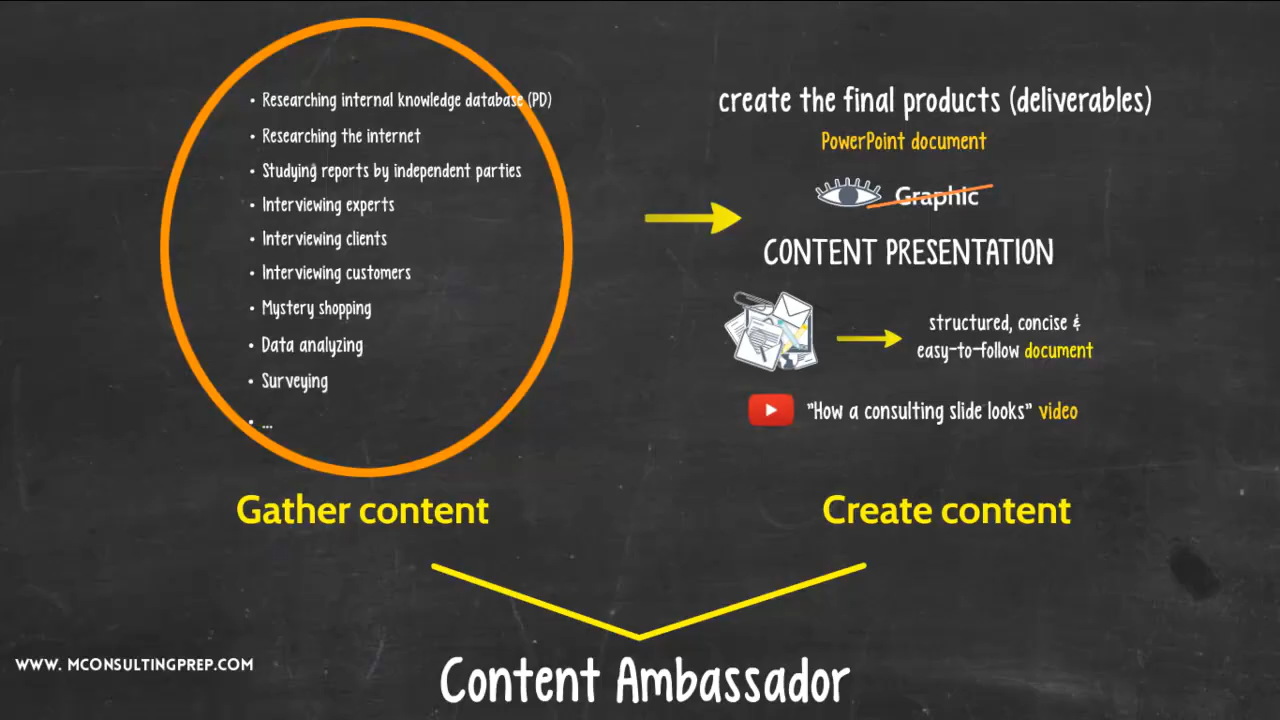 • Researching internal knowledge database (PD)
• Researching the internet
• Studying reports by independent parties
• Interviewing experts
• Interviewing clients
• Interviewing customers
• Mystery shopping
• Data analyzing
• Surveying
• ...
Gather content
create the final products (deliverables)
PowerPoint document
Graphic
CONTENT PRESENTATION
structured, concise &
easy-to-follow document
"How a consulting slide looks" video
Create content
WWW. MCONSULTINGPREP.COM
Content Ambassador